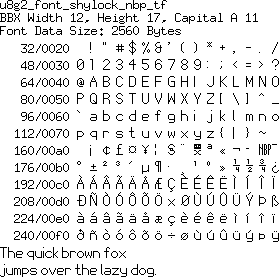 u8g2_font_shylock_nbp_tf
BBX Width 12, Height 17, Capital A 11
Font Data Size: 2560 Bytes
32/0020 ! " # $ % & ' ( ) * + , - . /
48/0030 0 1 2 3 4 5 6 7 8 9 : ; < = > ?
64/0040 @ A B C D E F G H I J K L M N O
80/0050 P Q R S T U V W X Y Z [ \ ] ^ _
96/0060 ` a b c d e f g h i j k l m n o
112/0070 p q r s t u v w x y z { | } ~
160/00a0 ¡ ¢ £ ¤ ¥ ¦ § « ¬
176/00b0 ° ± ² ³ ´ µ ¶ · ¹ º » ¼ ½ ¾ ¿
192/00c0 À Á Â Ã Ä Å Æ Ç È É Ê Ë Ì Í Î Ï
208/00d0 Ð Ñ Ò Ó Ô Õ Ö × Ø Ù Ú Û Ü Ý Þ ß
224/00e0 à á â ã ä å æ ç è é ê ë ì í î ï
240/00f0 ð ñ ò ó ô õ ö ÷ ø ù ú û ü ý þ ÿ
The quick brown fox
jumps over the lazy dog.